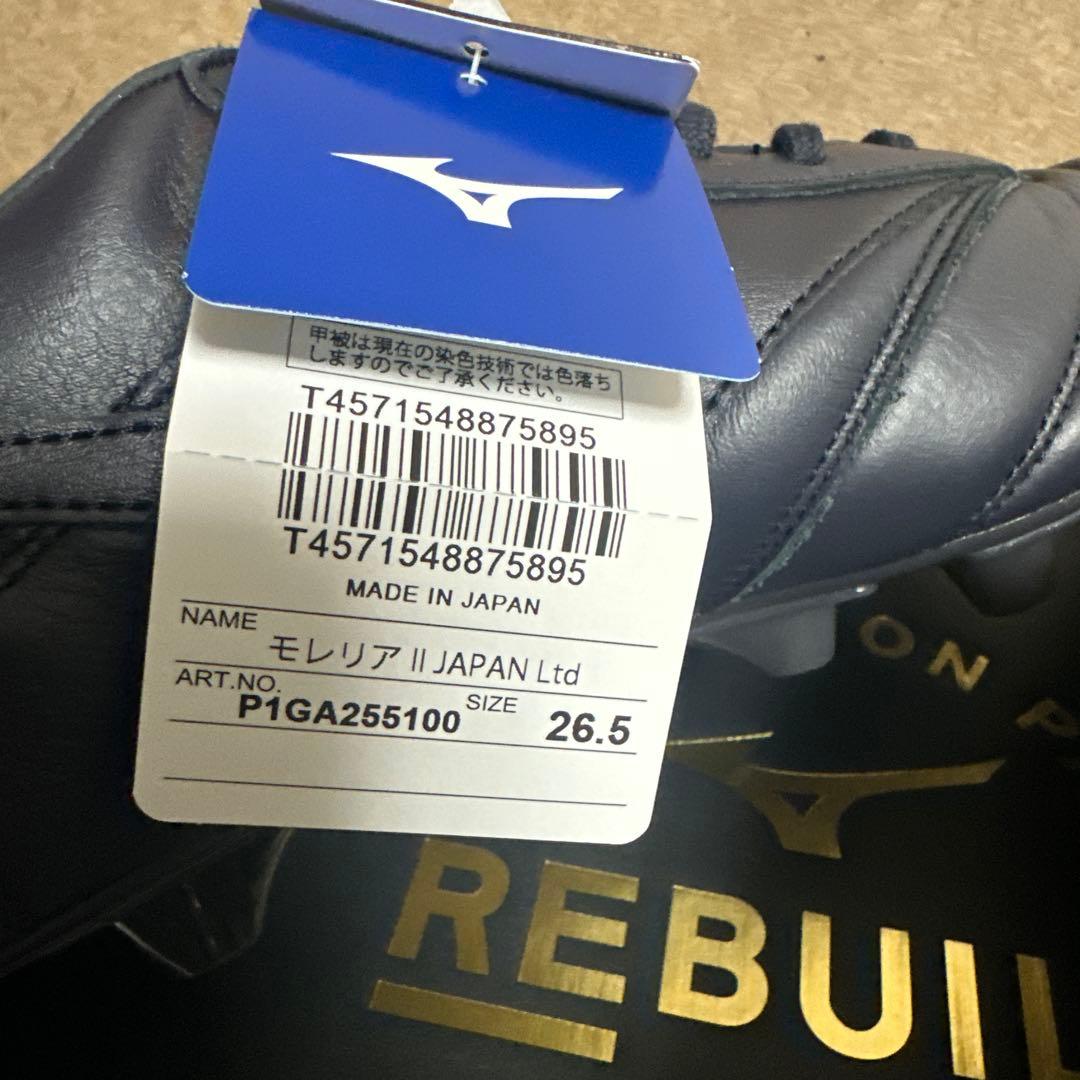 甲被は現在の染色技術では色落ち
しますのでご了承ください。
T4571548875895
T4571548875895
MADE IN JAPAN
NAME
モレリア II JAPAN Ltd
ART.NO.
P1GA255100
SIZE
26.5
ON P
REBUIL